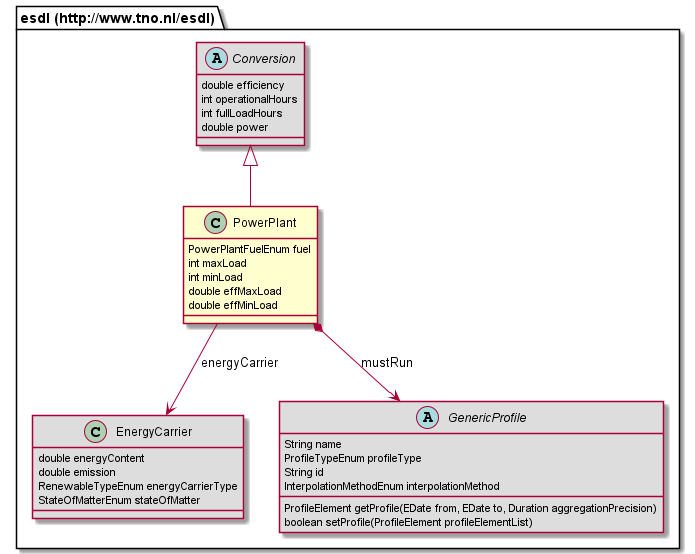 esdl (http://www.tno.nl/esdl)
A Conversion
double efficiency
int operationalHours
int fullLoadHours
double power
C PowerPlant
PowerPlantFuelEnum fuel
int maxLoad
int minLoad
double effMaxLoad
double effMinLoad
energyCarrier
mustRun
C EnergyCarrier
double energyContent
double emission
RenewableTypeEnum energyCarrierType
StateOfMatterEnum stateOfMatter
A GenericProfile
String name
ProfileTypeEnum profileType
String id
InterpolationMethodEnum interpolationMethod
ProfileElement getProfile(EDate from, EDate to, Duration aggregationPrecision)
boolean setProfile(ProfileElement profileElementList)